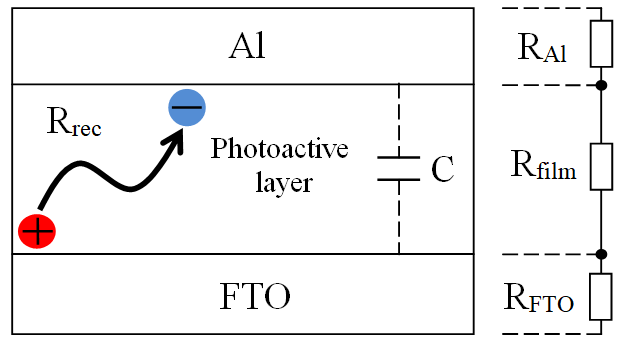 Al
R_Al
R_rec
−
Photoactive
layer
C
R_film
+
FTO
R_FTO